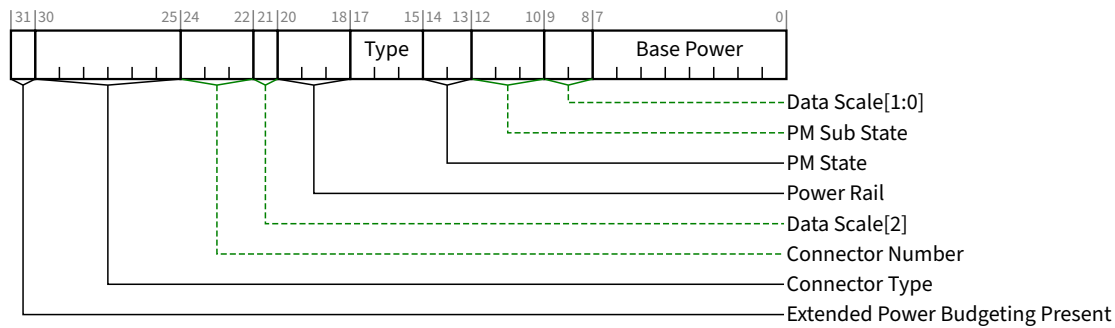 31 30 25 24 22 21 20 18 17 15 14 13 12 10 9 8 7 0
Type Base Power
Data Scale[1:0]
PM Sub State
PM State
Power Rail
Data Scale[2]
Connector Number
Connector Type
Extended Power Budgeting Present